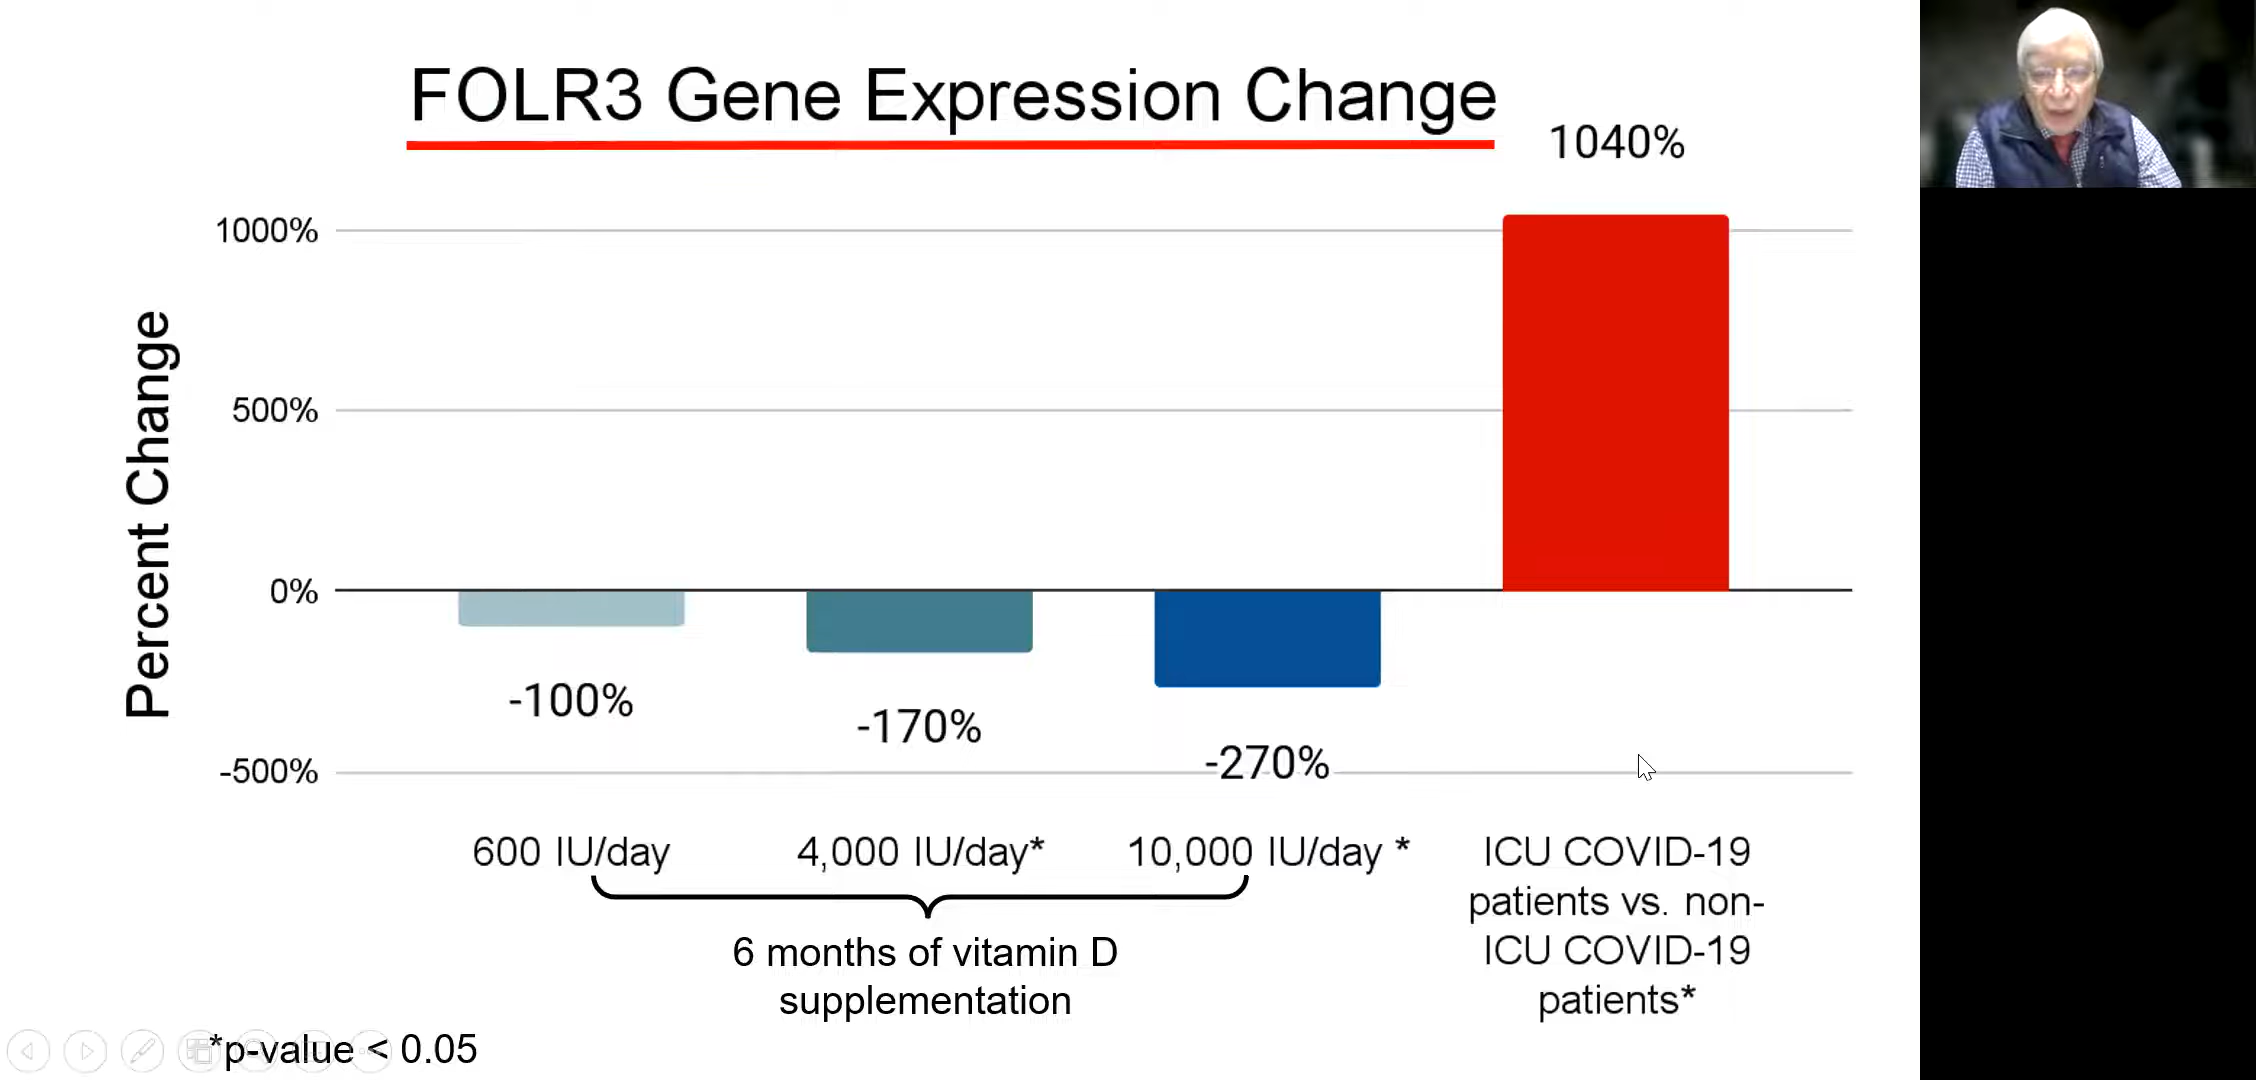 FOLR3 Gene Expression Change
1040%
1000%
500%
0%
-500%
Percent Change
-100%
-170%
-270%
600 IU/day
4,000 IU/day*
10,000 IU/day *
6 months of vitamin D
supplementation
ICU COVID-19
patients vs. non-
ICU COVID-19
patients*
*p-value < 0.05